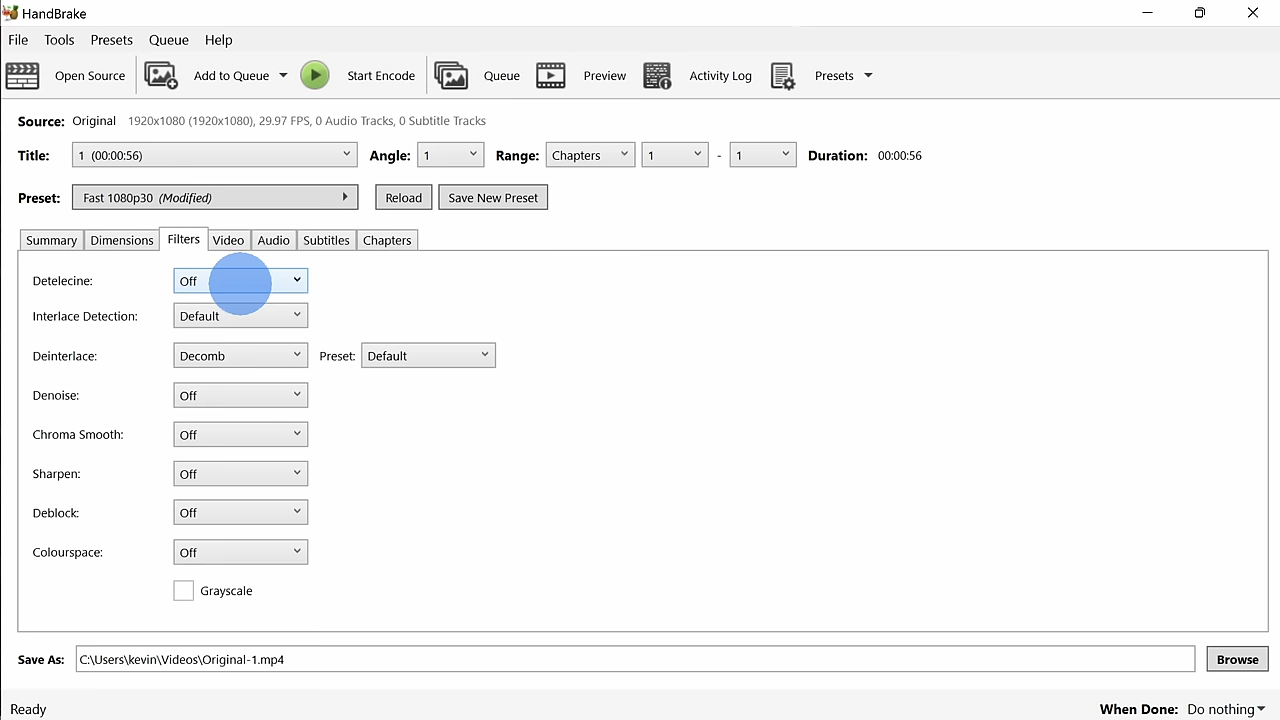 HandBrake
File Tools Presets Queue Help
Open Source Add to Queue Start Encode Queue Preview Activity Log Presets
Source: Original 1920x1080 (1920x1080), 29.97 FPS, 0 Audio Tracks, 0 Subtitle Tracks
Title: 1 (00:00:56) Angle: 1 Range: Chapters 1 - 1 Duration: 00:00:56
Preset: Fast 1080p30 (Modified) Reload Save New Preset
Summary Dimensions Filters Video Audio Subtitles Chapters
Detelecine: Off
Interlace Detection: Default
Deinterlace: Decomb Preset: Default
Denoise: Off
Chroma Smooth: Off
Sharpen: Off
Deblock: Off
Colourspace: Off
Grayscale
Save As: C:\Users\kevin\Videos\Original-1.mp4 Browse
Ready When Done: Do nothing